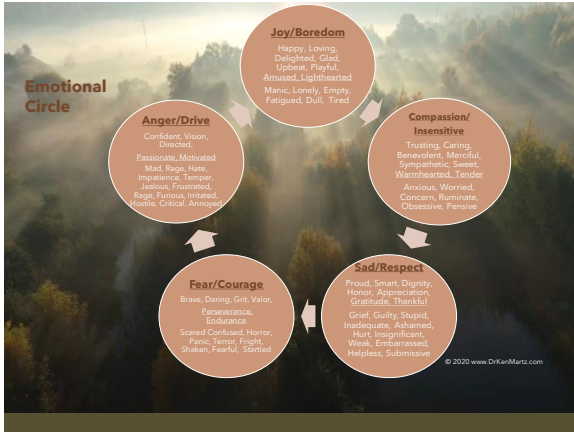 Emotional
Circle
Joy/Boredom
Happy, Loving,
Delighted, Glad,
Upbeat, Playful,
Amused, Lighthearted
Manic, Lonely, Empty,
Fatigued, Dull, Tired
Compassion/
Insensitive
Trusting, Caring,
Benevolent, Merciful,
Sympathetic, Sweet,
Warmhearted, Tender
Anxious, Worried,
Concern, Ruminate,
Obsessive, Pensive
Sad/Respect
Proud, Smart, Dignity,
Honor, Appreciation,
Gratitude, Thankful
Grief, Guilty, Stupid,
Inadequate, Ashamed,
Hurt, Insignificant,
Weak, Embarrassed,
Helpless, Submissive
Fear/Courage
Brave, Daring, Grit, Valor,
Perseverance,
Endurance
Scared Confused, Horror,
Panic, Terror, Fright,
Shaken, Fearful, Startled
Anger/Drive
Confident, Vision,
Directed,
Passionate, Motivated
Mad, Rage, Hate,
Impatience, Temper,
Jealous, Frustrated,
Rage, Furious, Irritated,
Hostile, Critical. Annoyed
© 2020 www.DrKenMartz.com